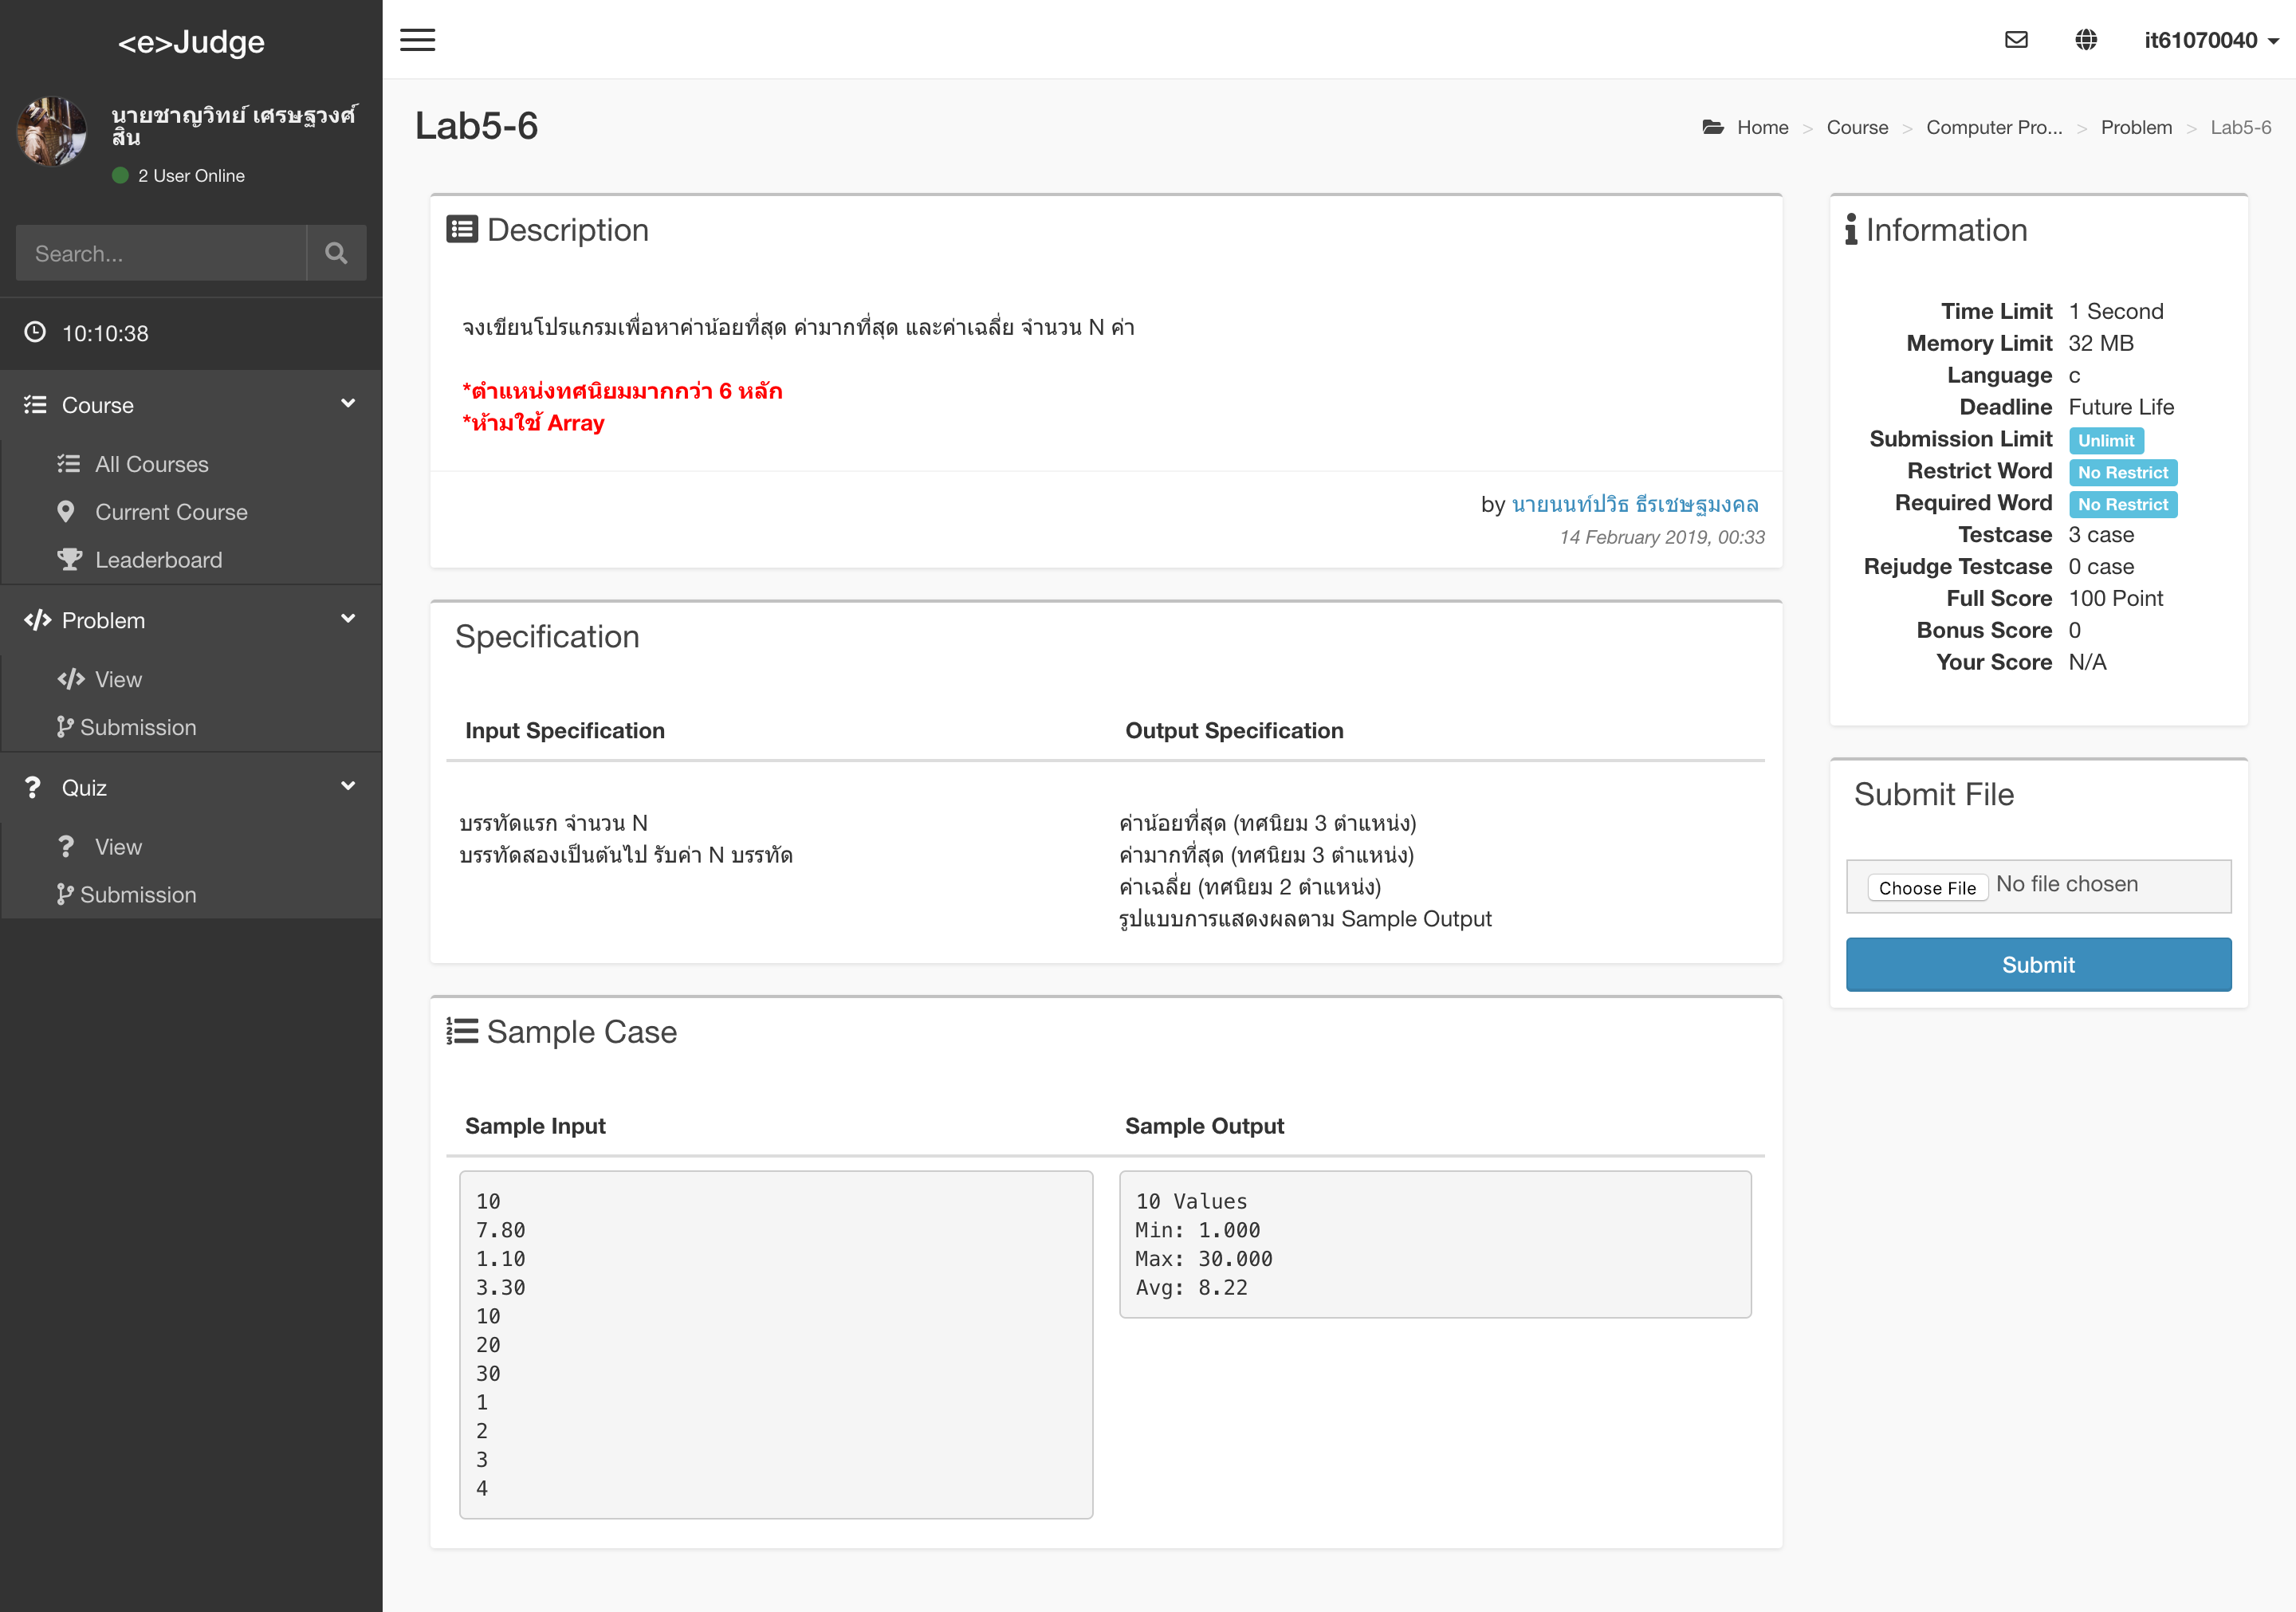 <e>Judge
it61070040
นายชาญวิทย์ เศรษฐวงศ์
สิน
2 User Online
Search...
10:10:38
Course
All Courses
Current Course
Leaderboard
Problem
View
Submission
Quiz
View
Submission
Lab5-6
Home > Course > Computer Pro... > Problem > Lab5-6
Description
จงเขียนโปรแกรมเพื่อหาค่าน้อยที่สุด ค่ามากที่สุด และค่าเฉลี่ย จำนวน N ค่า
*ตำแหน่งทศนิยมมากกว่า 6 หลัก
*ห้ามใช้ Array
by นายนนท์ปวิธ ธีรเชษฐมงคล
14 February 2019, 00:33
Specification
Input Specification
Output Specification
บรรทัดแรก จำนวน N
บรรทัดสองเป็นต้นไป รับค่า N บรรทัด
ค่าน้อยที่สุด (ทศนิยม 3 ตำแหน่ง)
ค่ามากที่สุด (ทศนิยม 3 ตำแหน่ง)
ค่าเฉลี่ย (ทศนิยม 2 ตำแหน่ง)
รูปแบบการแสดงผลตาม Sample Output
Sample Case
Sample Input
Sample Output
10
7.80
1.10
3.30
10
20
30
1
2
3
4
10 Values
Min: 1.000
Max: 30.000
Avg: 8.22
Information
Time Limit 1 Second
Memory Limit 32 MB
Language c
Deadline Future Life
Submission Limit Unlimit
Restrict Word No Restrict
Required Word No Restrict
Testcase 3 case
Rejudge Testcase 0 case
Full Score 100 Point
Bonus Score 0
Your Score N/A
Submit File
Choose File No file chosen
Submit